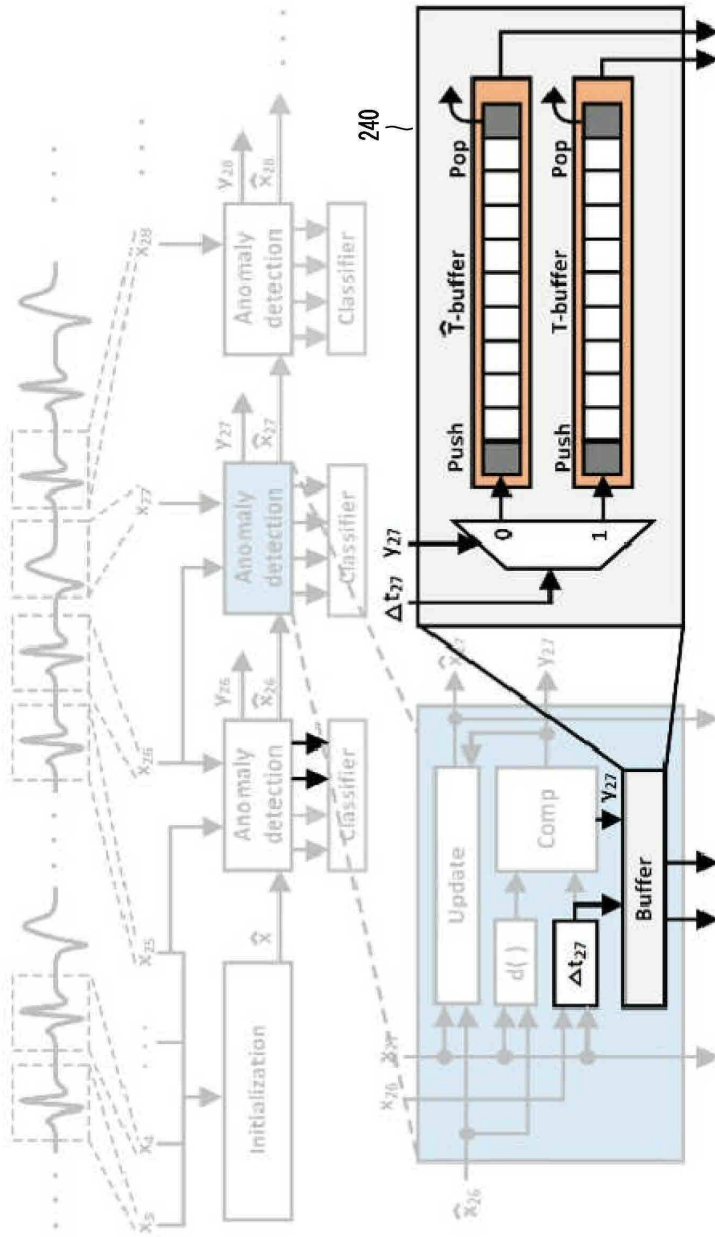 . . . .
. . . .
. . . .
x₅
x₄
. . .
x₂₅
x₂₆
x₂₇
x₂₈
. . . .
Initialization
x̂
Anomaly
detection
y₂₆
x̂₂₆
Anomaly
detection
y₂₇
x̂₂₇
Anomaly
detection
y₂₈
x̂₂₈
. . . .
Classifier
Classifier
Classifier
x̂₂₆
x₂₆
x₂₇
Update
d( )
Comp
Δt₂₇
Buffer
y₂₇
x̂₂₇
y₂₇
240
Δt₂₇
y₂₇
0
1
Push
T̂-buffer
Pop
Push
T-buffer
Pop